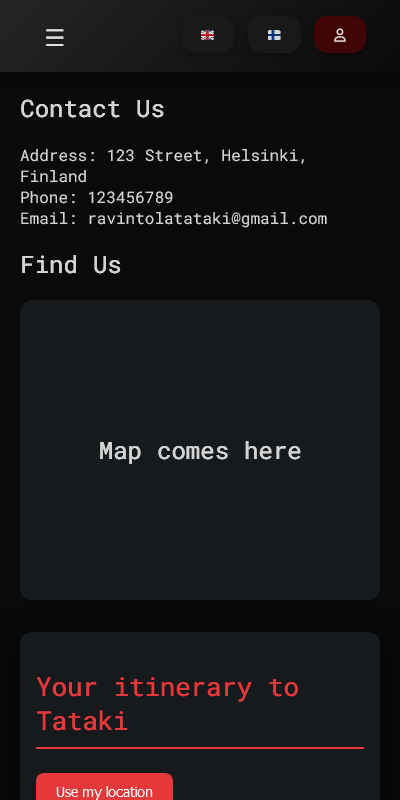 Contact Us
Address: 123 Street, Helsinki,
Finland
Phone: 123456789
Email: ravintolatataki@gmail.com
Find Us
Map comes here
Your itinerary to
Tataki
Use my location